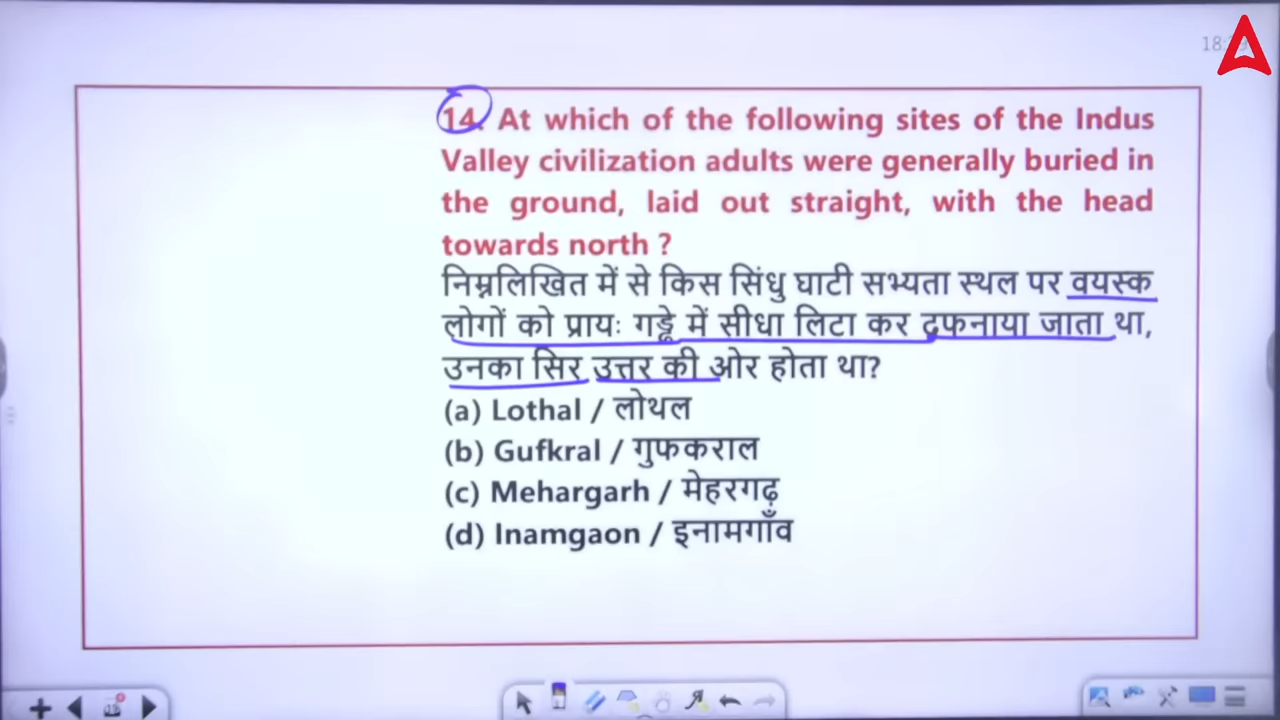 14. At which of the following sites of the Indus
Valley civilization adults were generally buried in
the ground, laid out straight, with the head
towards north ?
निम्नलिखित में से किस सिंधु घाटी सभ्यता स्थल पर वयस्क
लोगों को प्रायः गड्ढे में सीधा लिटा कर दफनाया जाता था,
उनका सिर उत्तर की ओर होता था?
(a) Lothal / लोथल
(b) Gufkral / गुफकराल
(c) Mehargarh / मेहरगढ़
(d) Inamgaon / इनामगाँव